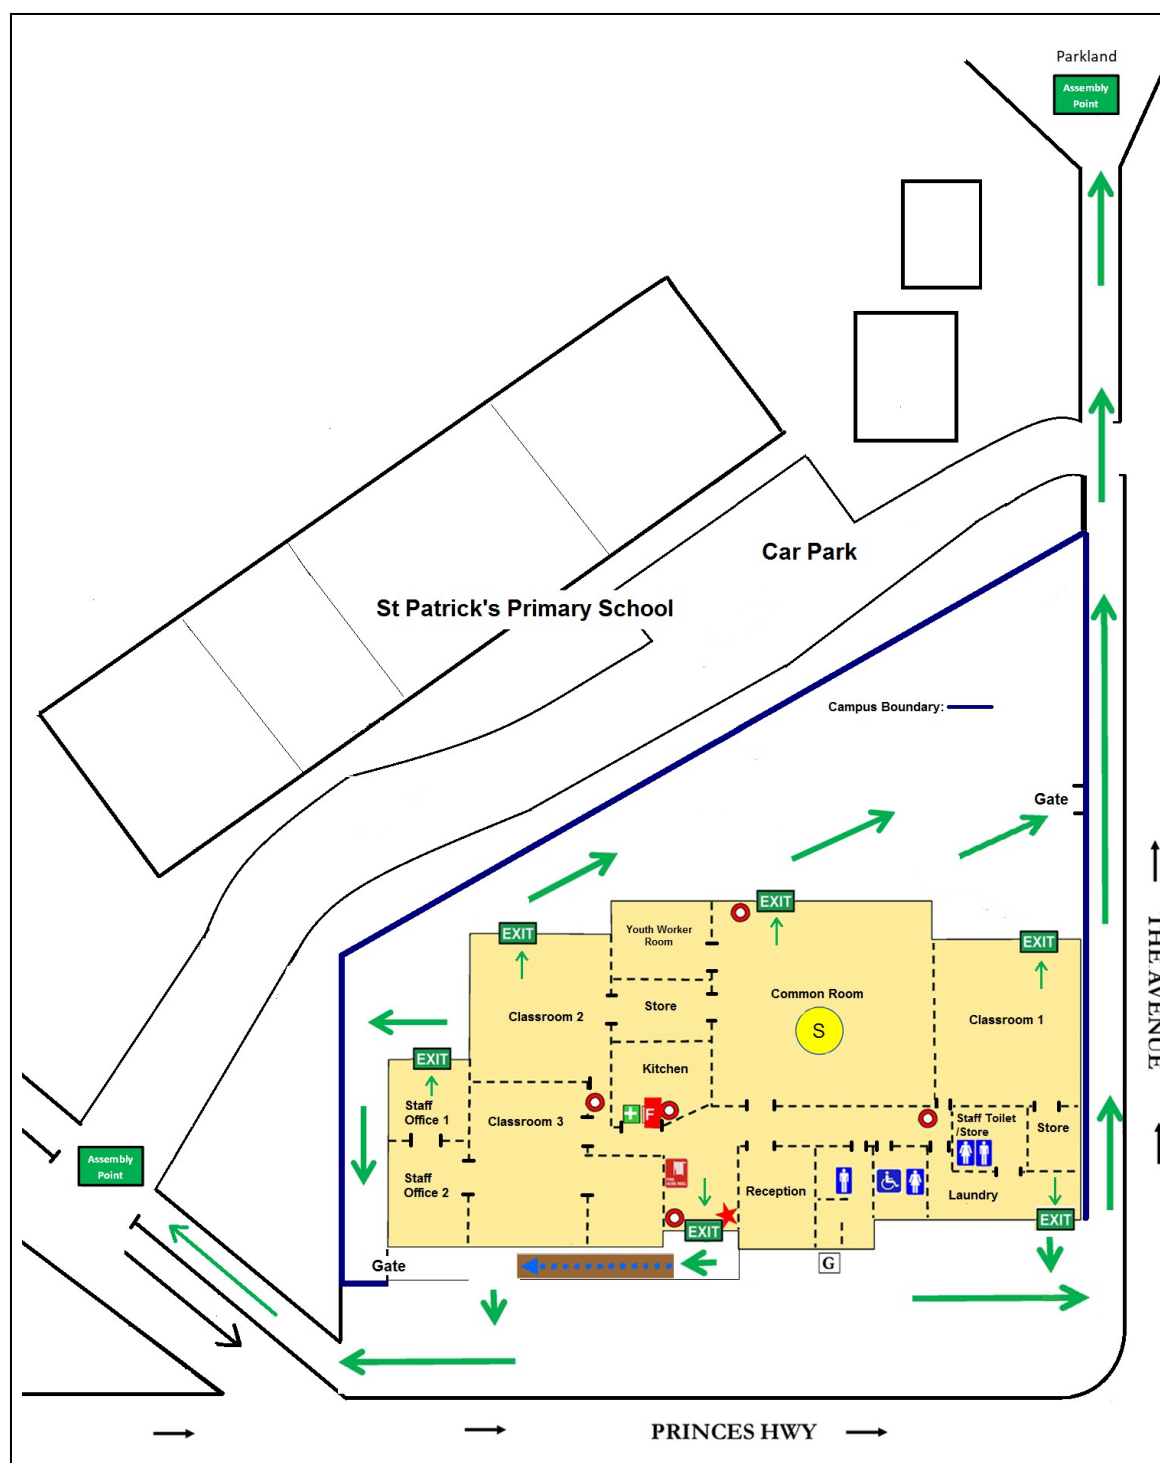 Parkland
Assembly
Point
Car Park
St Patrick's Primary School
Campus Boundary:
Gate
EXIT
EXIT
EXIT
EXIT
Youth Worker
Room
Common Room
S
Store
Classroom 2
Classroom 1
Kitchen
Staff
Office 1
Classroom 3
F
Staff Toilet
/Store
Store
Staff
Office 2
Reception
Laundry
EXIT
EXIT
Gate
G
Assembly
Point
THE AVENUE
PRINCES HWY